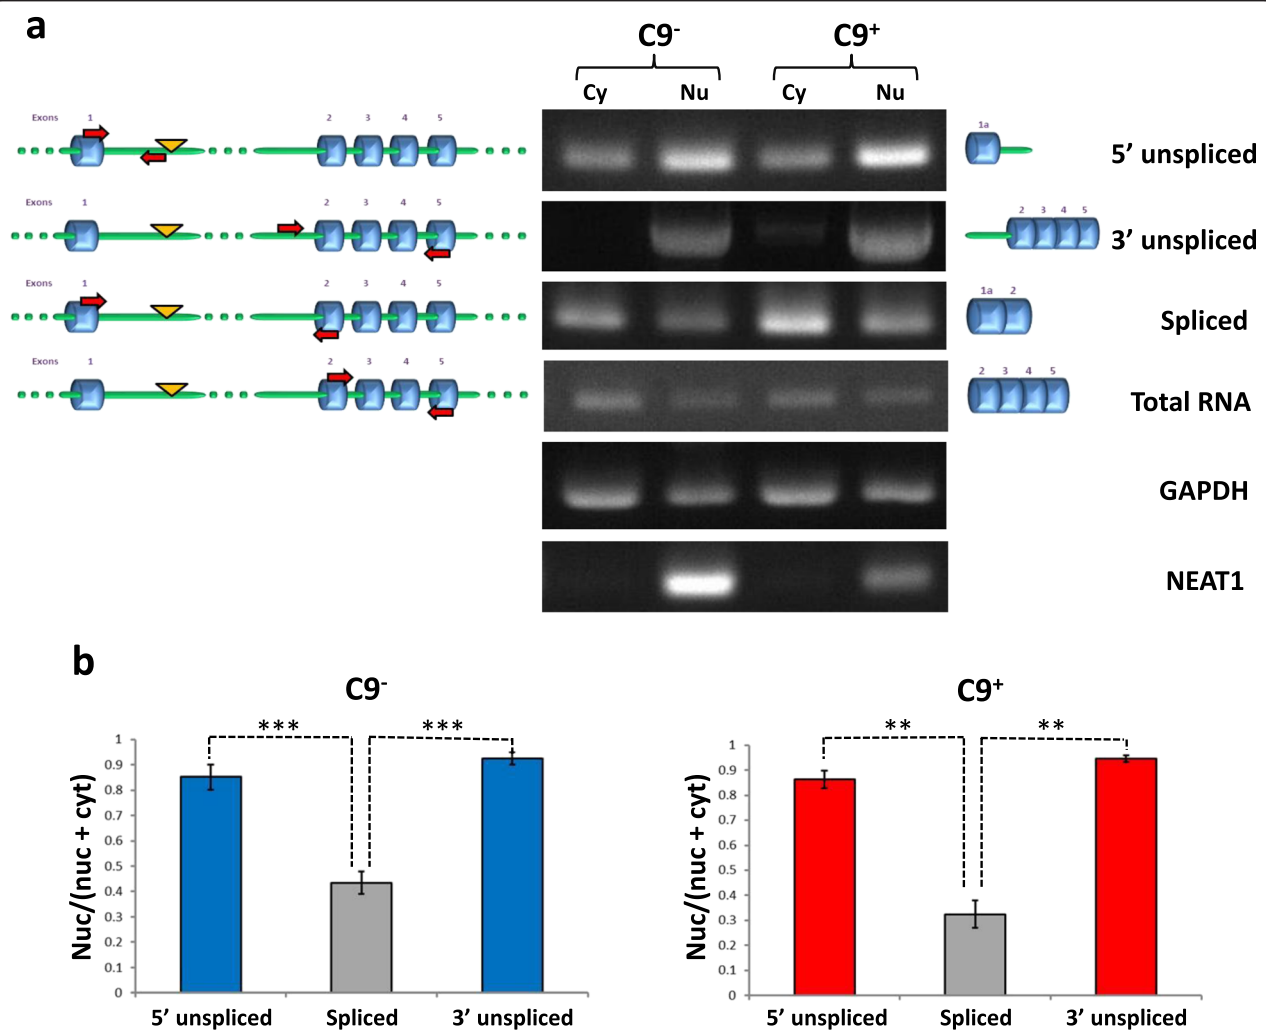 a
C9- C9+
Cy Nu Cy Nu
Exons 1 2 3 4 5
1a
5’ unspliced
Exons 1 2 3 4 5
2 3 4 5
3’ unspliced
Exons 1 2 3 4 5
1a 2
Spliced
Exons 1 2 3 4 5
2 3 4 5
Total RNA
GAPDH
NEAT1
b
C9-
*** ***
Nuc/(nuc + cyt)
1
0.9
0.8
0.7
0.6
0.5
0.4
0.3
0.2
0.1
0
5’ unspliced Spliced 3’ unspliced
C9+
** **
Nuc/(nuc + cyt)
1
0.9
0.8
0.7
0.6
0.5
0.4
0.3
0.2
0.1
0
5’ unspliced Spliced 3’ unspliced